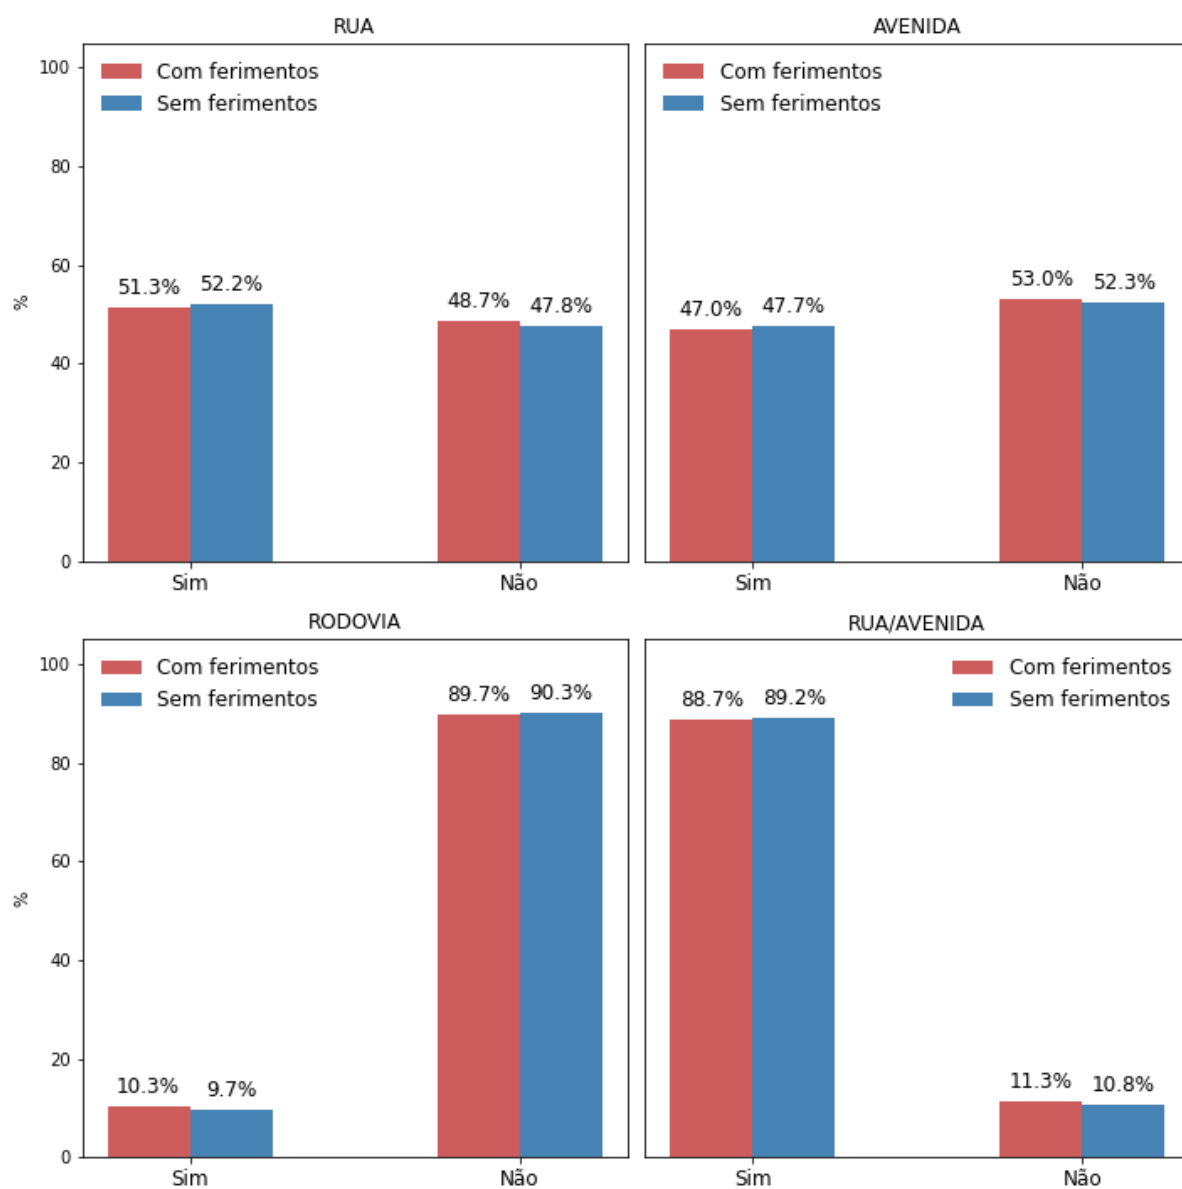 RUA
AVENIDA
100
80
60
40
20
0
%
Com ferimentos
Sem ferimentos
51.3%
52.2%
48.7%
47.8%
Sim
Não
Com ferimentos
Sem ferimentos
47.0%
47.7%
53.0%
52.3%
Sim
Não
RODOVIA
RUA/AVENIDA
100
80
60
40
20
0
%
Com ferimentos
Sem ferimentos
10.3%
9.7%
89.7%
90.3%
Sim
Não
Com ferimentos
Sem ferimentos
88.7%
89.2%
11.3%
10.8%
Sim
Não